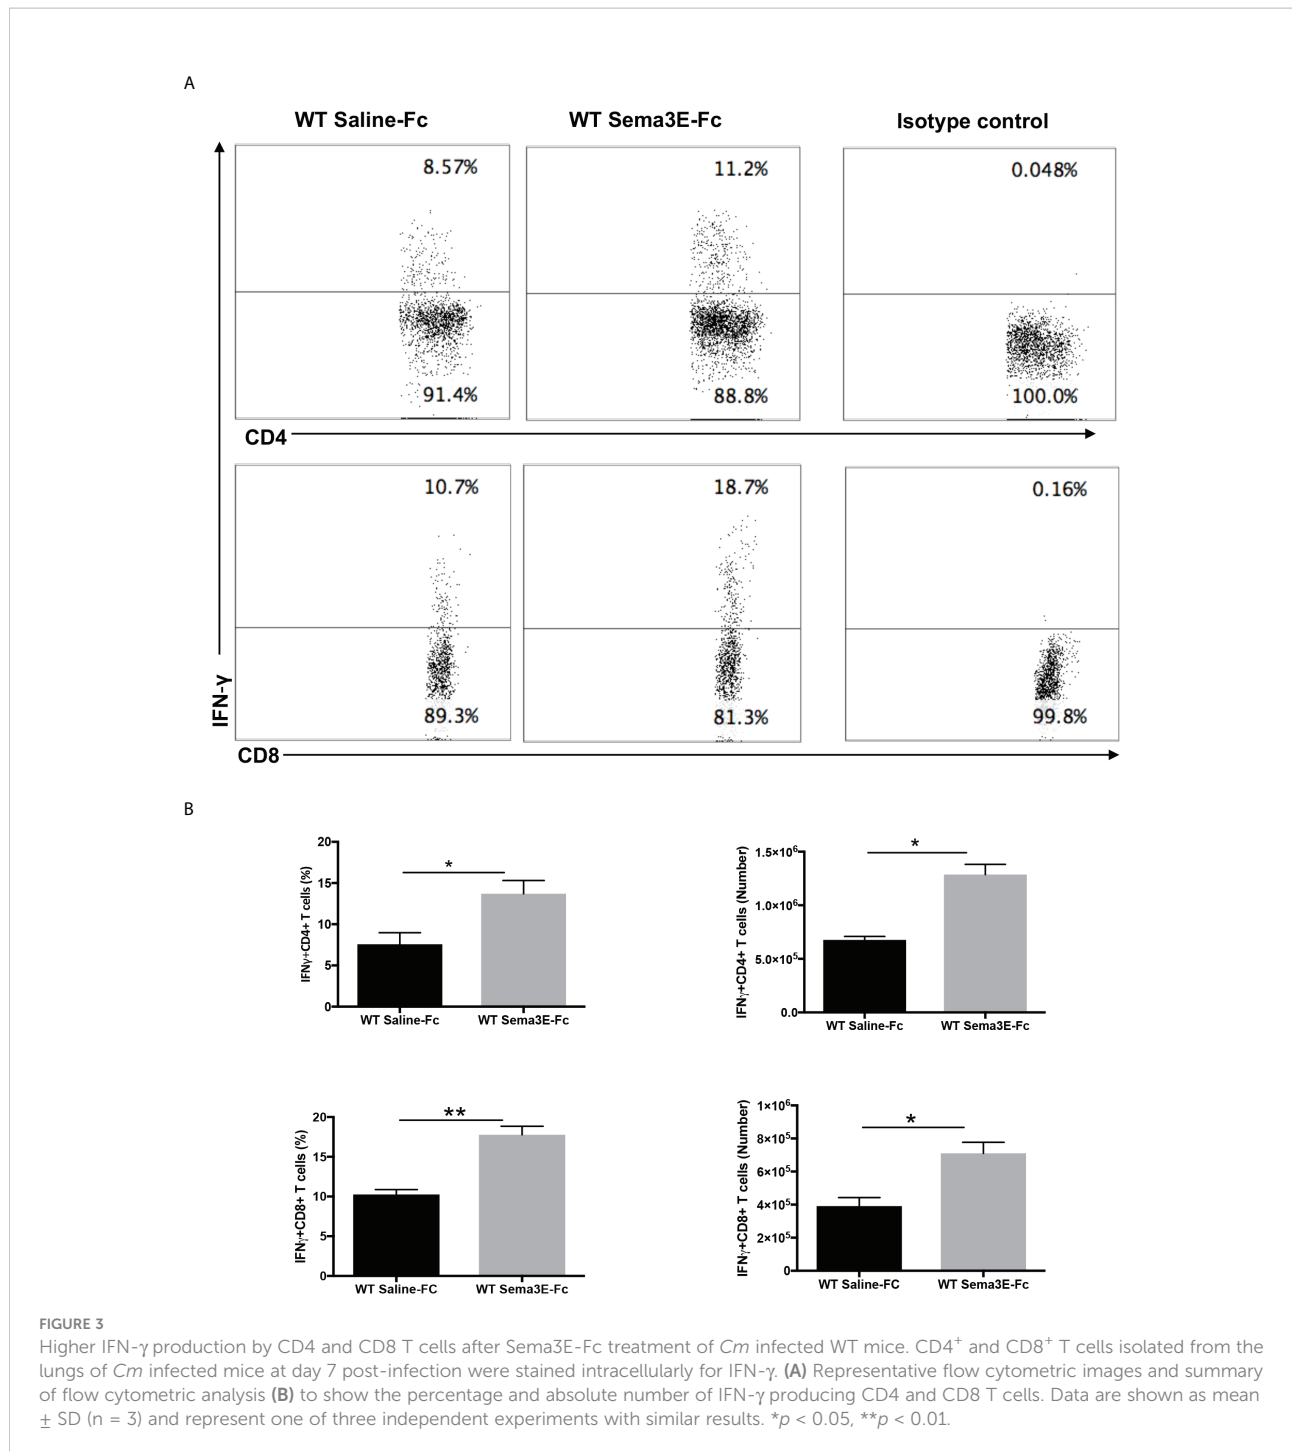 A
WT Saline-Fc
WT Sema3E-Fc
Isotype control
8.57%
11.2%
0.048%
91.4%
88.8%
100.0%
CD4
10.7%
18.7%
0.16%
89.3%
81.3%
99.8%
IFN-γ
CD8
B
IFNγ+CD4+ T cells (%)
20
15
10
5
0
*
WT Saline-Fc
WT Sema3E-Fc
IFNγ+CD4+ T cells (Number)
1.5×10⁶
1.0×10⁶
5.0×10⁵
0.0
*
WT Saline-Fc
WT Sema3E-Fc
IFNγ+CD8+ T cells (%)
20
15
10
5
0
**
WT Saline-FC
WT Sema3E-Fc
IFNγ+CD8+ T cells (Number)
1×10⁶
8×10⁵
6×10⁵
4×10⁵
2×10⁵
0
*
WT Saline-FC
WT Sema3E-Fc
FIGURE 3
Higher IFN-γ production by CD4 and CD8 T cells after Sema3E-Fc treatment of Cm infected WT mice. CD4⁺ and CD8⁺ T cells isolated from the
lungs of Cm infected mice at day 7 post-infection were stained intracellularly for IFN-γ. (A) Representative flow cytometric images and summary
of flow cytometric analysis (B) to show the percentage and absolute number of IFN-γ producing CD4 and CD8 T cells. Data are shown as mean
± SD (n = 3) and represent one of three independent experiments with similar results. *p < 0.05, **p < 0.01.